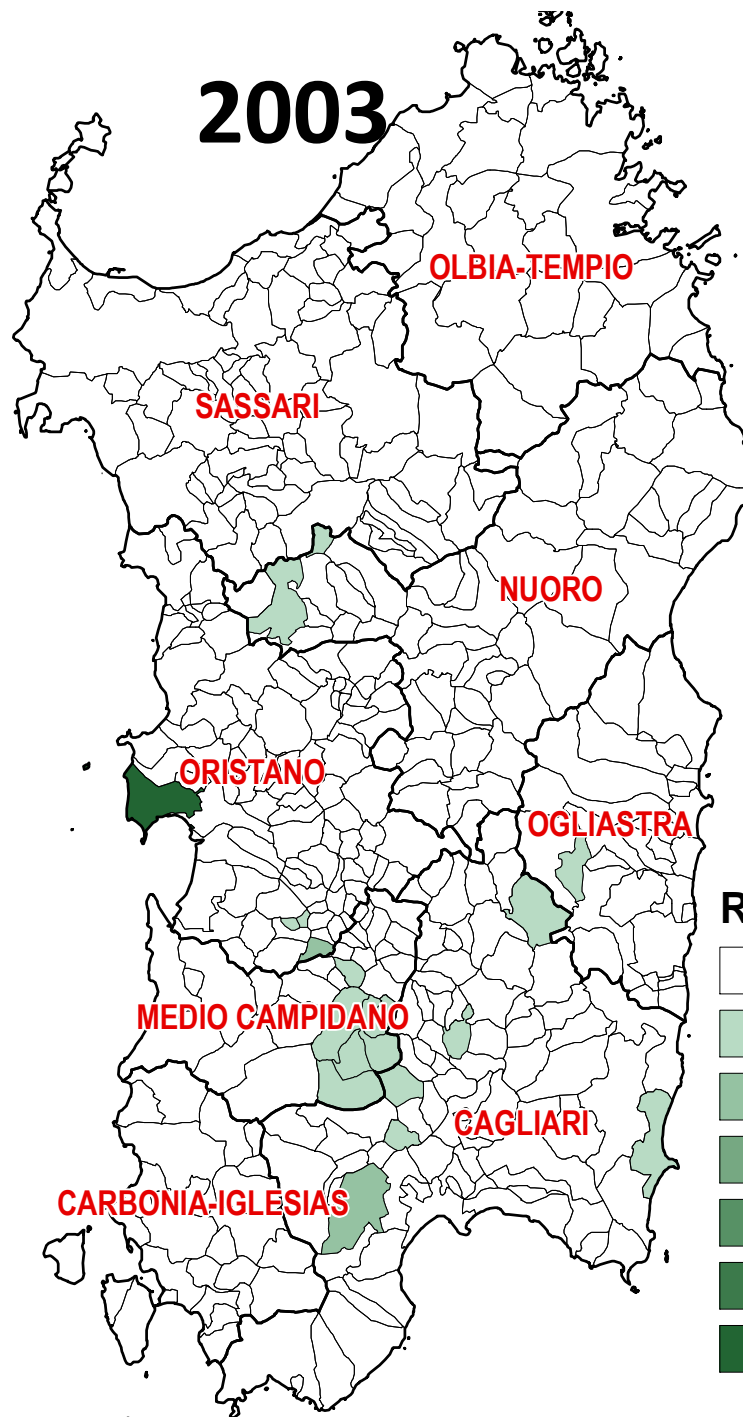 2003
OLBIA-TEMPIO
SASSARI
NUORO
ORISTANO
OGLIASTRA
R
MEDIO CAMPIDANO
CAGLIARI
CARBONIA-IGLESIAS